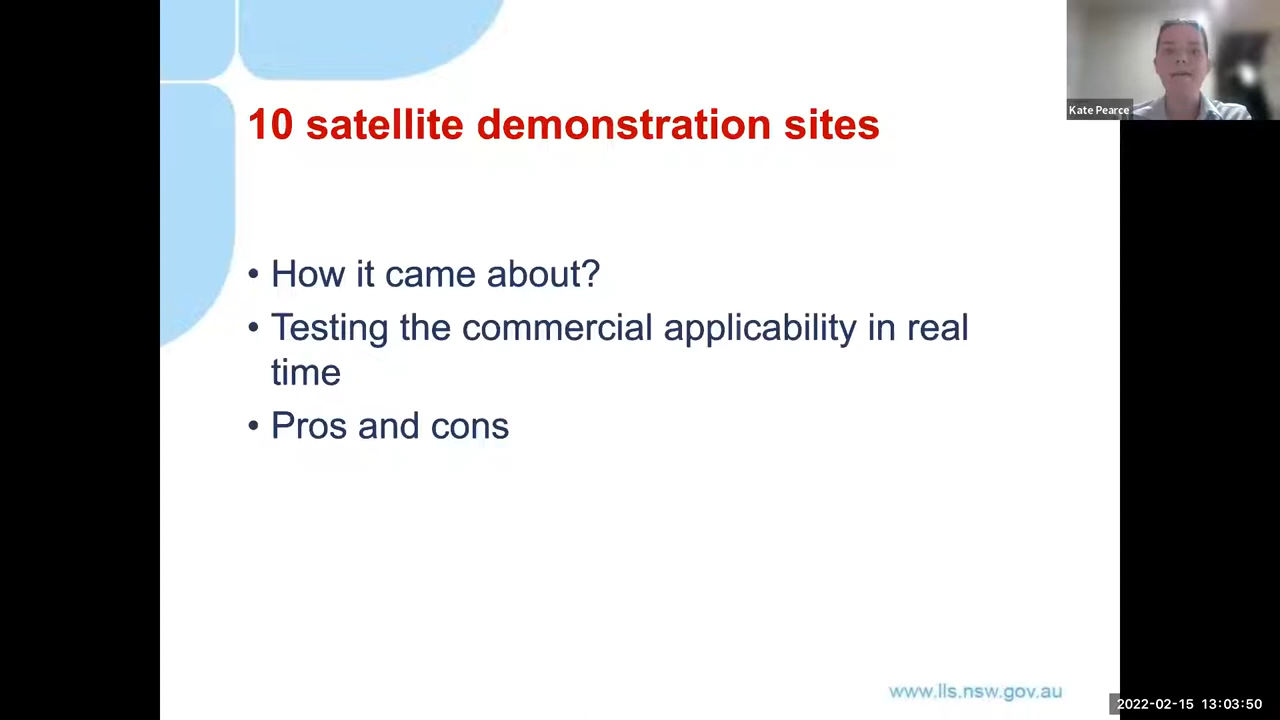 Kate Pearce
10 satellite demonstration sites
• How it came about?
• Testing the commercial applicability in real
time
• Pros and cons
www.lls.nsw.gov.au
2022-02-15 13:03:50